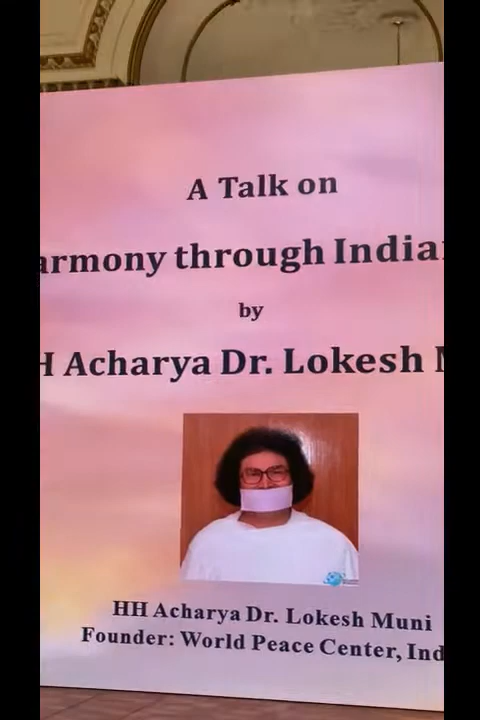 A Talk on
armony through India
by
H Acharya Dr. Lokesh
HH Acharya Dr. Lokesh Muni
Founder: World Peace Center, Ind